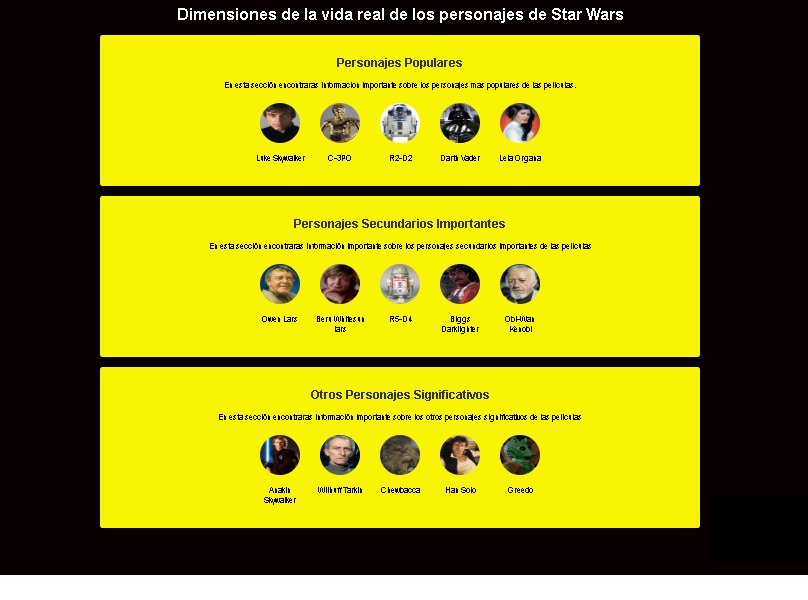 Dimensiones de la vida real de los personajes de Star Wars
Personajes Populares
En esta sección encontraras información importante sobre los personajes mas populares de las películas.
Luke Skywalker
C-3PO
R2-D2
Darth Vader
Leia Organa
Personajes Secundarios Importantes
En esta sección encontraras información importante sobre los personajes secundarios importantes de las películas
Owen Lars
Beru Whitesun
lars
R5-D4
Biggs
Darklighter
Obi-Wan
Kenobi
Otros Personajes Significativos
En esta sección encontraras información importante sobre los otros personajes significativos de las películas
Anakin
Skywalker
Wilhuff Tarkin
Chewbacca
Han Solo
Greedo